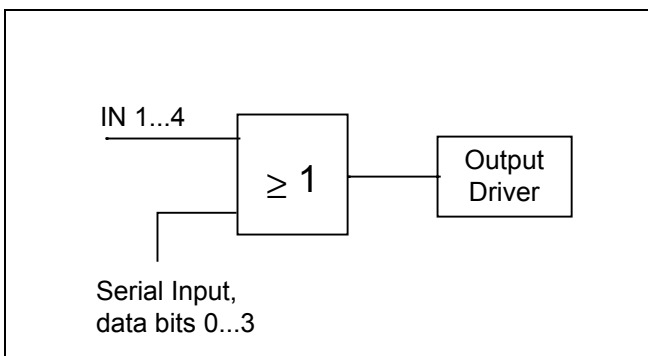 IN 1...4
≥ 1
Output
Driver
Serial Input,
data bits 0...3